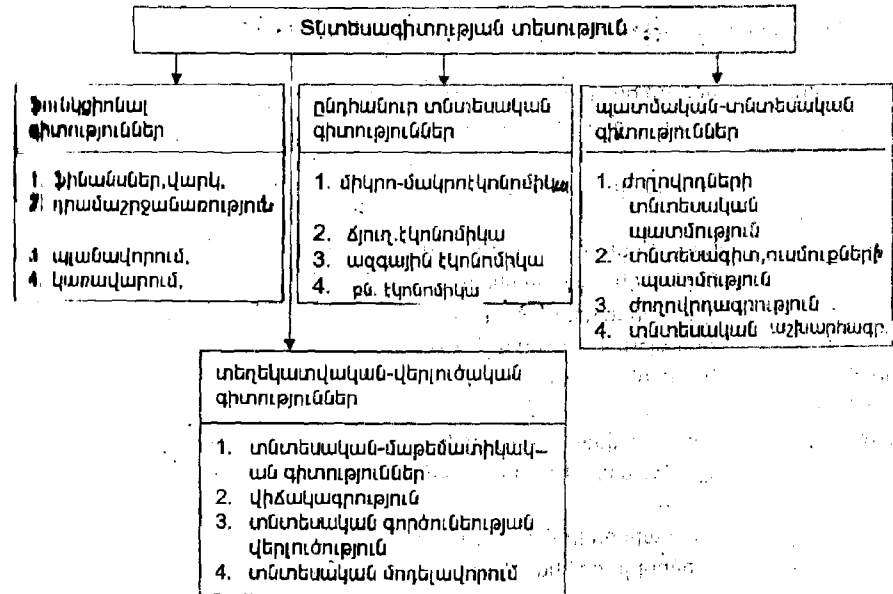 Տնտեսագիտության տեսություն
ֆունկցիոնալ
գիտություններ
1. ֆինանսներ, վարկ,
2. դրամաշրջանառություն
3. պլանավորում,
4. կառավարում,
ընդհանուր տնտեսական
գիտություններ
1. միկրո-մակրոէկոնոմիկա
2. ճյուղ.էկոնոմիկա
3. ազգային էկոնոմիկա
4. բն. էկոնոմիկա
պատմական-տնտեսական
գիտություններ
1. ժողովրդների
տնտեսական
պատմություն
2. տնտեսագիտ,ուսմուքների
պատմություն
3. ժողովրդագրություն
4. տնտեսական աշխարհագր.
տեղեկատվական-վերլուծական
գիտություններ
1. տնտեսական-մաթեմատիկակ-
ան գիտություններ
2. վիճակագրություն
3. տնտեսական գործունեության
վերլուծություն
4. տնտեսական մոդելավորում